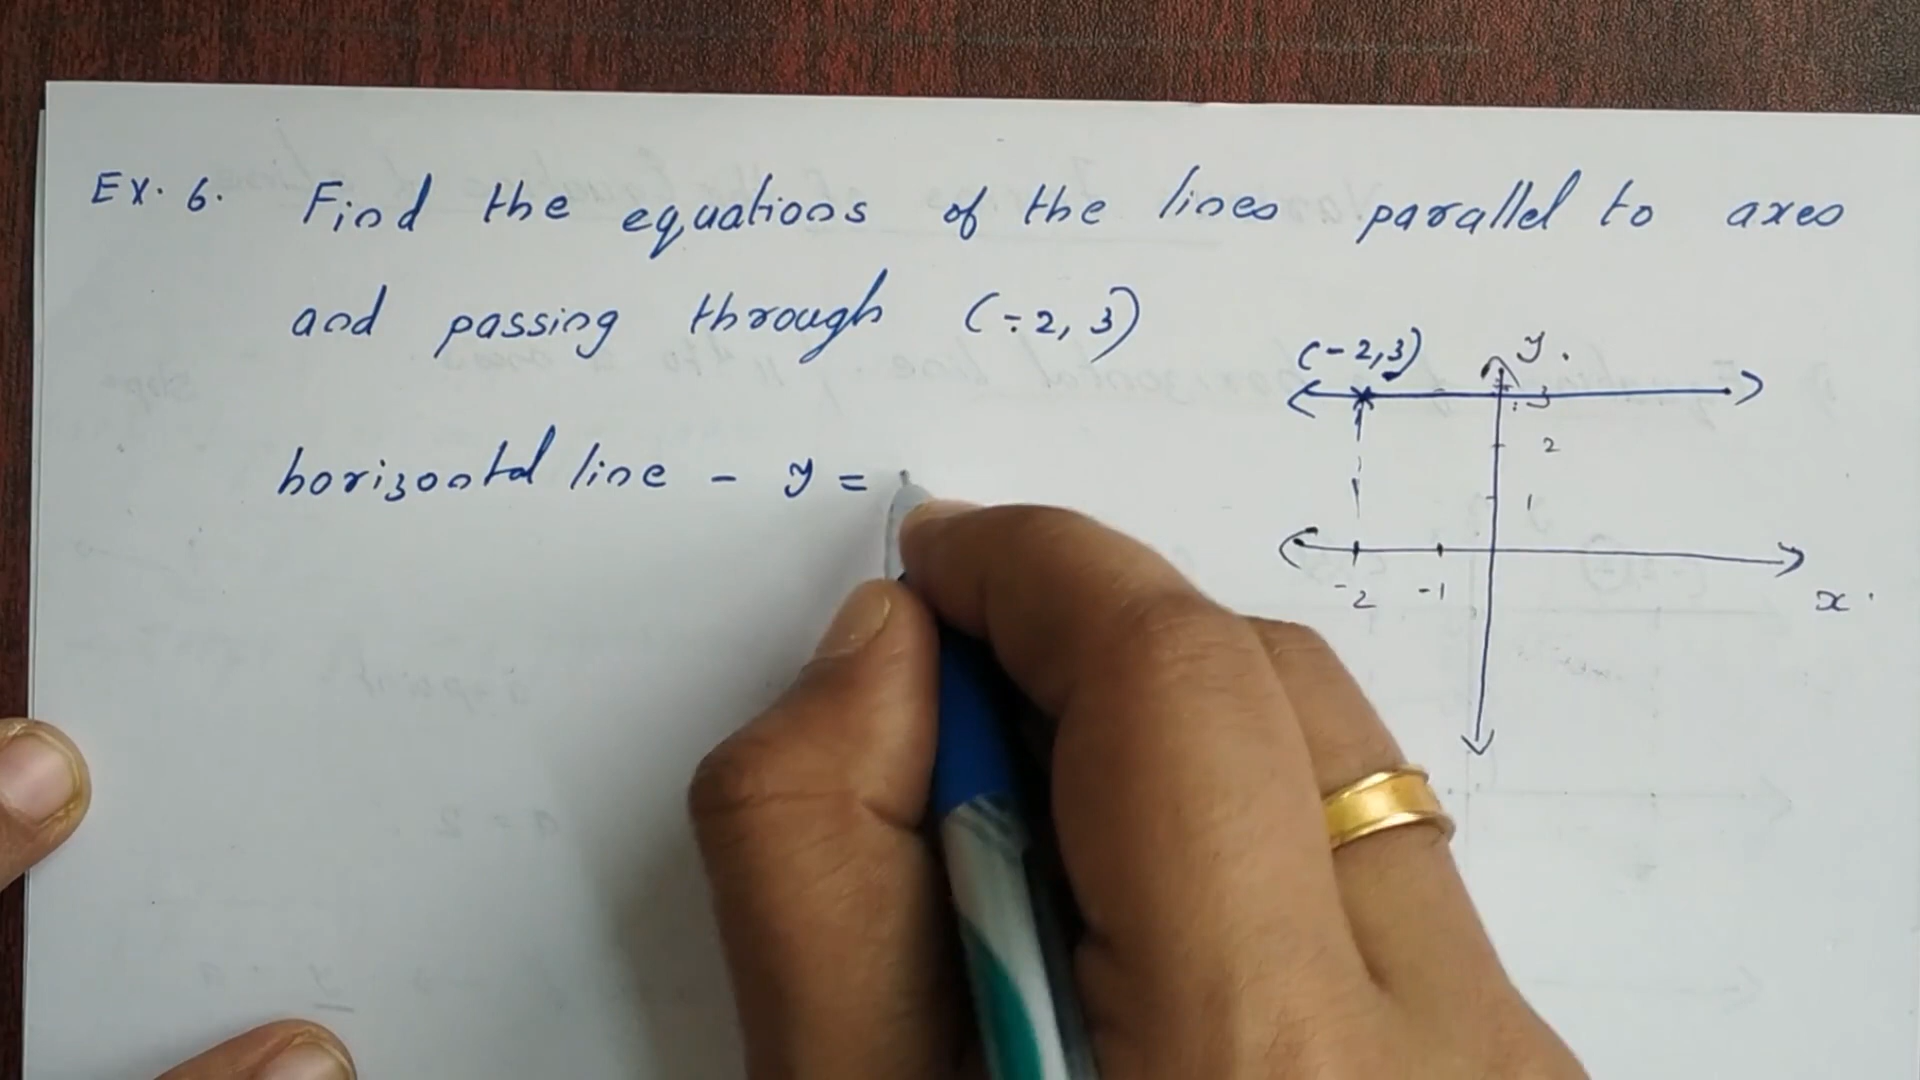 Ex. 6. Find the equations of the lines parallel to axes
and passing through (-2, 3)
(-2,3)
y.
3
horizontal line - y =
2
1
-2 -1
x.